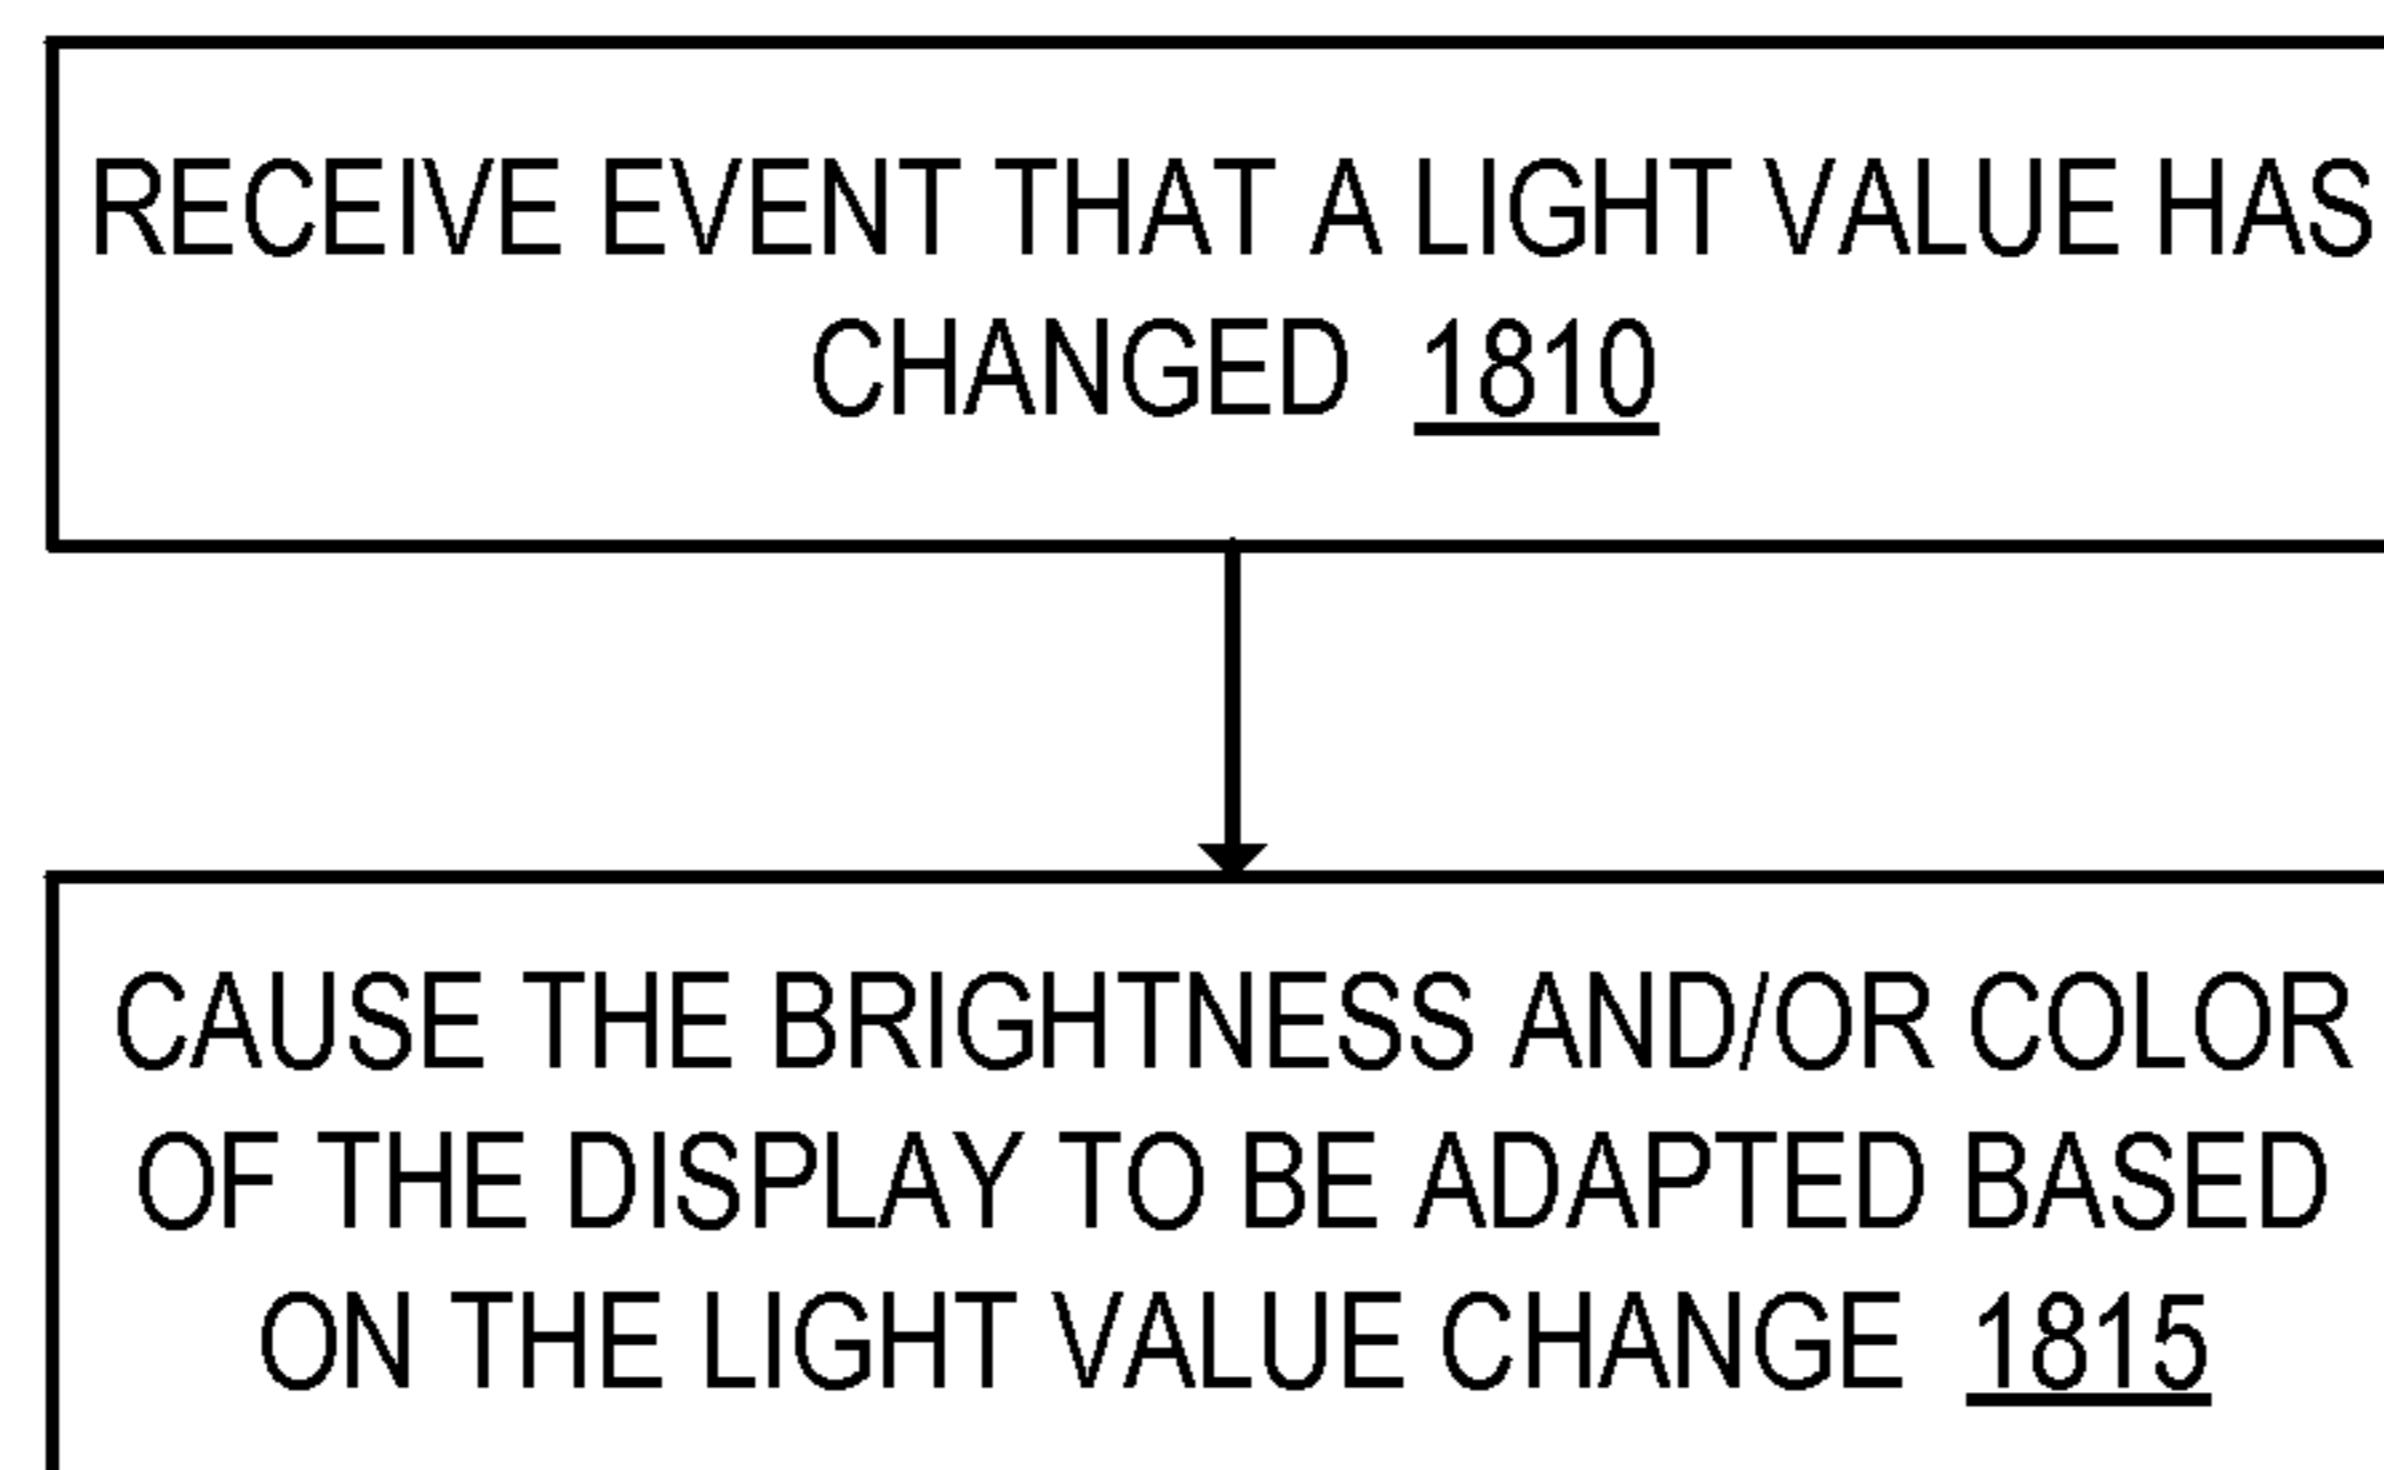 RECEIVE EVENT THAT A LIGHT VALUE HAS
CHANGED 1810
CAUSE THE BRIGHTNESS AND/OR COLOR
OF THE DISPLAY TO BE ADAPTED BASED
ON THE LIGHT VALUE CHANGE 1815